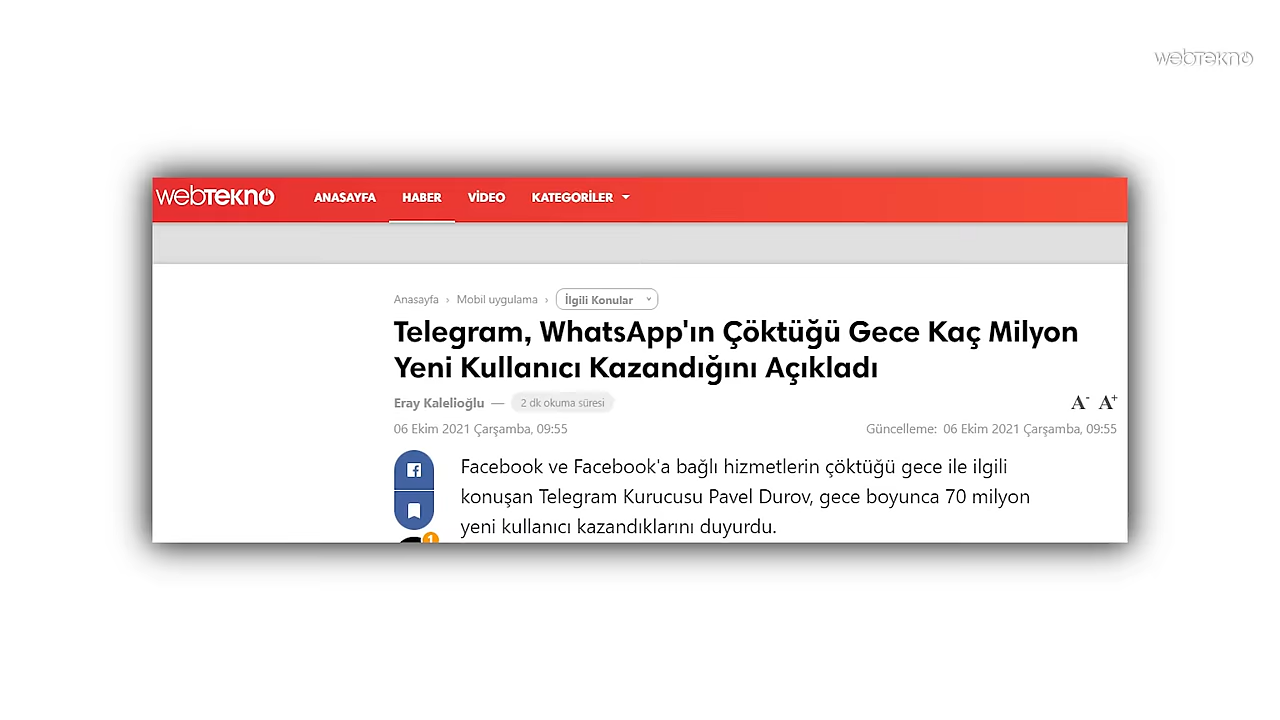 webtekno
webtekno ANASAYFA HABER VİDEO KATEGORİLER
Anasayfa › Mobil uygulama › İlgili Konular
Telegram, WhatsApp'ın Çöktüğü Gece Kaç Milyon
Yeni Kullanıcı Kazandığını Açıkladı
Eray Kalelioğlu — 2 dk okuma süresi A- A+
06 Ekim 2021 Çarşamba, 09:55 Güncelleme: 06 Ekim 2021 Çarşamba, 09:55
Facebook ve Facebook'a bağlı hizmetlerin çöktüğü gece ile ilgili
konuşan Telegram Kurucusu Pavel Durov, gece boyunca 70 milyon
yeni kullanıcı kazandıklarını duyurdu.
1